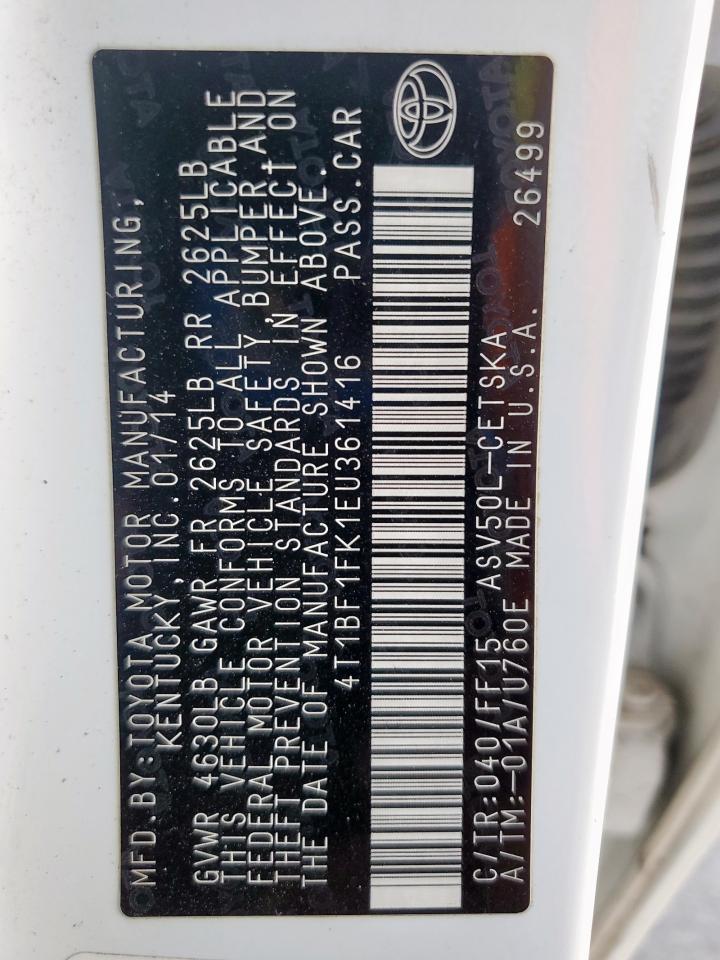 MFD.BY:TOYOTA MOTOR MANUFACTURING,
KENTUCKY, INC. 01/14
GVWR 4630LB GAWR FR 2625LB RR 2625LB
THIS VEHICLE CONFORMS TO ALL APPLICABLE
FEDERAL MOTOR VEHICLE SAFETY, BUMPER, AND
THEFT PREVENTION STANDARDS IN EFFECT ON
THE DATE OF MANUFACTURE SHOWN ABOVE.
4T1BF1FK1EU361416 PASS.CAR
C/TR:040/FF15 ASV50L-CETSKA
A/TM:-01A/U760E MADE IN U.S.A. 26499